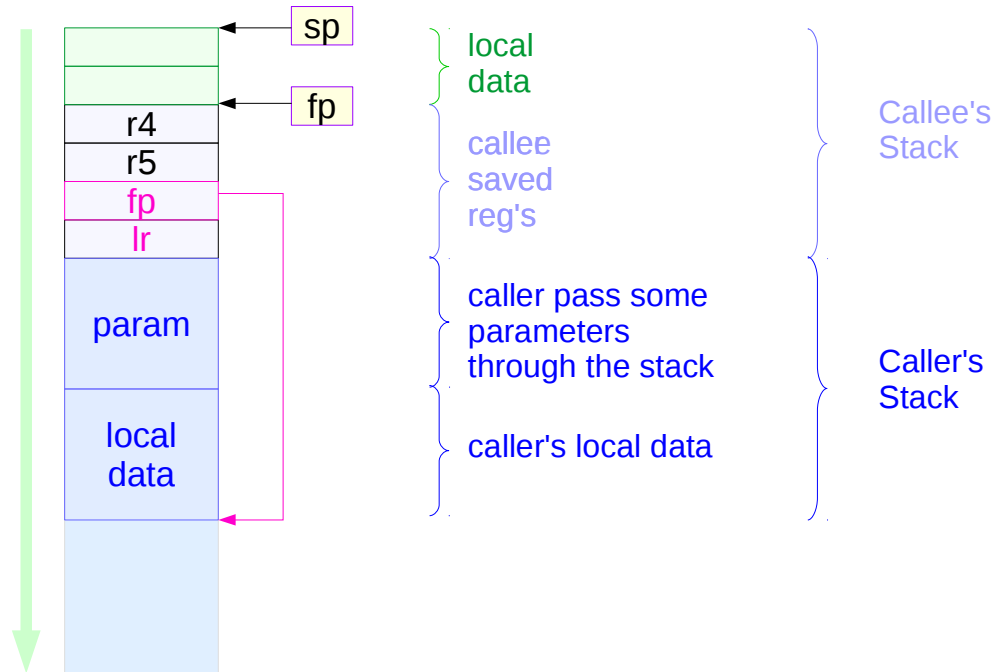 sp
fp
r4
r5
fp
lr
param
local
data
local
data
callee
saved
reg's
caller pass some
parameters
through the stack
caller's local data
Callee's
Stack
Caller's
Stack